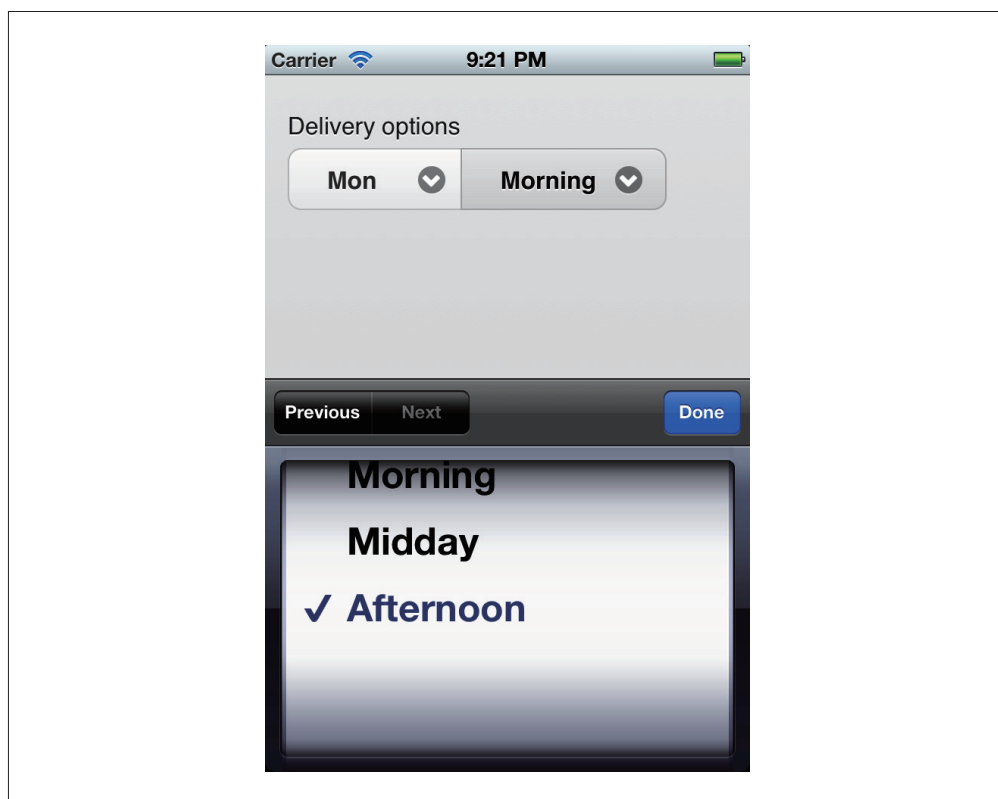 Carrier 9:21 PM
Delivery options
Mon Morning
Previous Next Done
Morning
Midday
✓ Afternoon